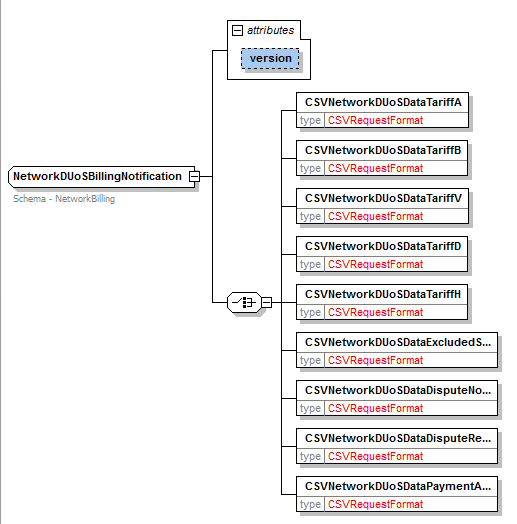 attributes
version
CSVNetworkDUoSDataTariffA
type CSVRequestFormat
CSVNetworkDUoSDataTariffB
type CSVRequestFormat
NetworkDUoSBillingNotification
Schema - NetworkBilling
CSVNetworkDUoSDataTariffV
type CSVRequestFormat
CSVNetworkDUoSDataTariffD
type CSVRequestFormat
CSVNetworkDUoSDataTariffH
type CSVRequestFormat
CSVNetworkDUoSDataExcludedS...
type CSVRequestFormat
CSVNetworkDUoSDataDisputeNo...
type CSVRequestFormat
CSVNetworkDUoSDataDisputeRe...
type CSVRequestFormat
CSVNetworkDUoSDataPaymentA...
type CSVRequestFormat